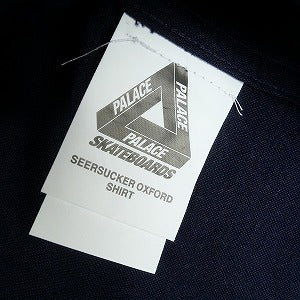 PALACE
PALACE
PALACE
SKATEBOARDS
SEERSUCKER OXFORD
SHIRT